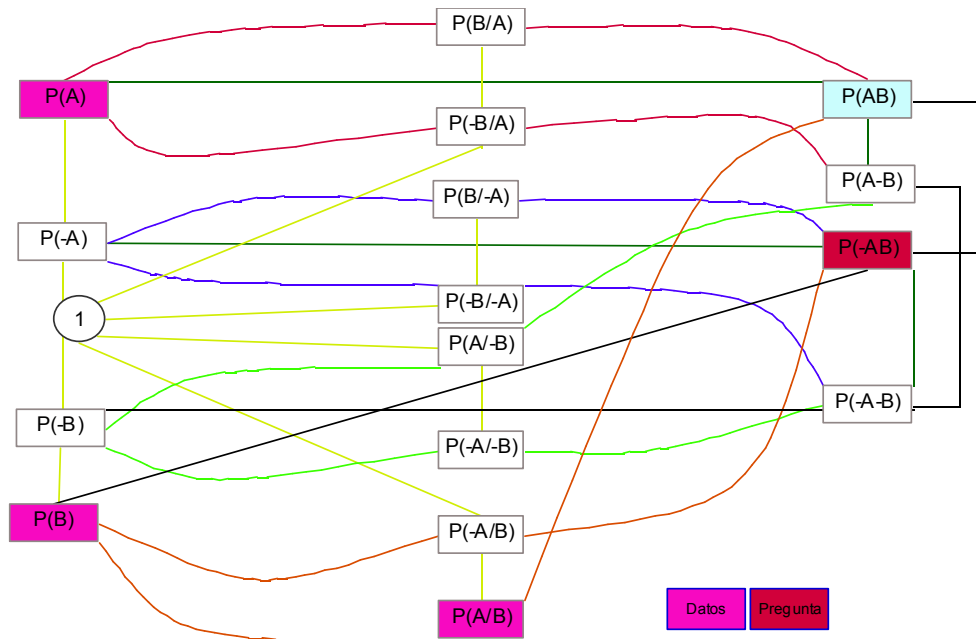 P(B/A)
P(A)
P(AB)
P(-B/A)
P(A-B)
P(B/-A)
P(-A)
P(-AB)
P(-B/-A)
1
P(A/-B)
P(-A-B)
P(-B)
P(-A/-B)
P(B)
P(-A/B)
P(A/B)
Datos
Pregunta